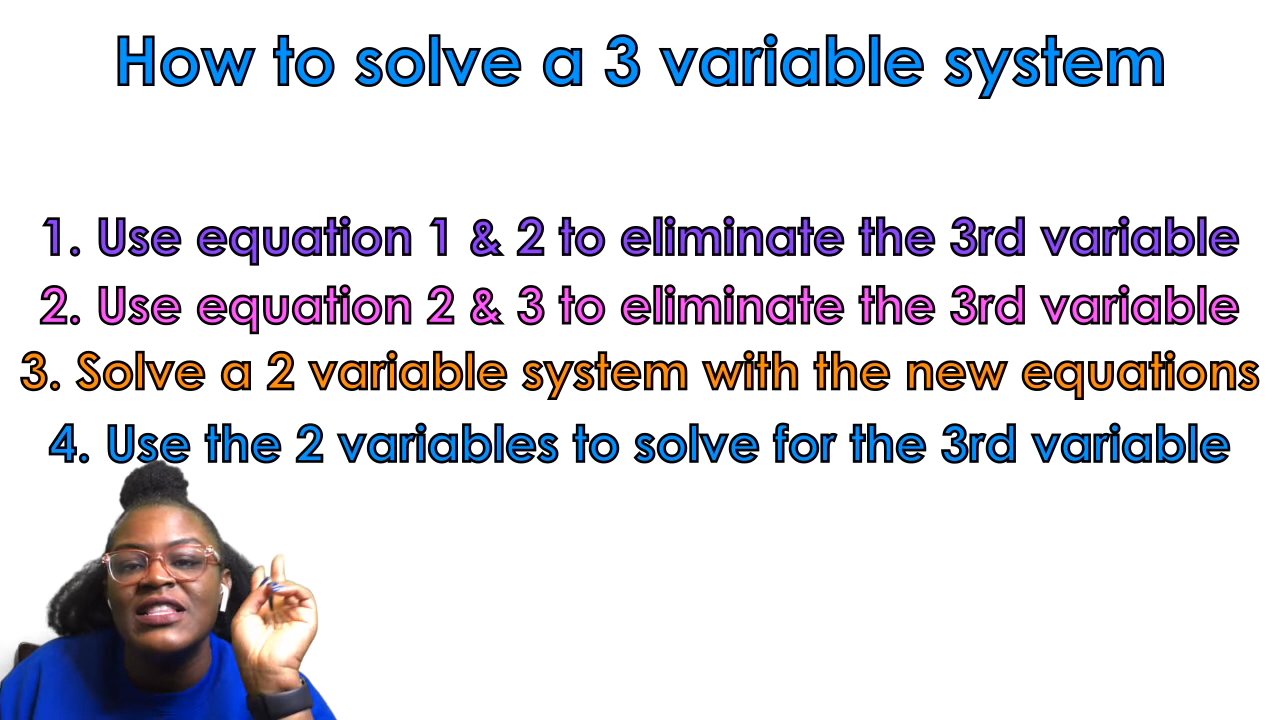 How to solve a 3 variable system
1. Use equation 1 & 2 to eliminate the 3rd variable
2. Use equation 2 & 3 to eliminate the 3rd variable
3. Solve a 2 variable system with the new equations
4. Use the 2 variables to solve for the 3rd variable